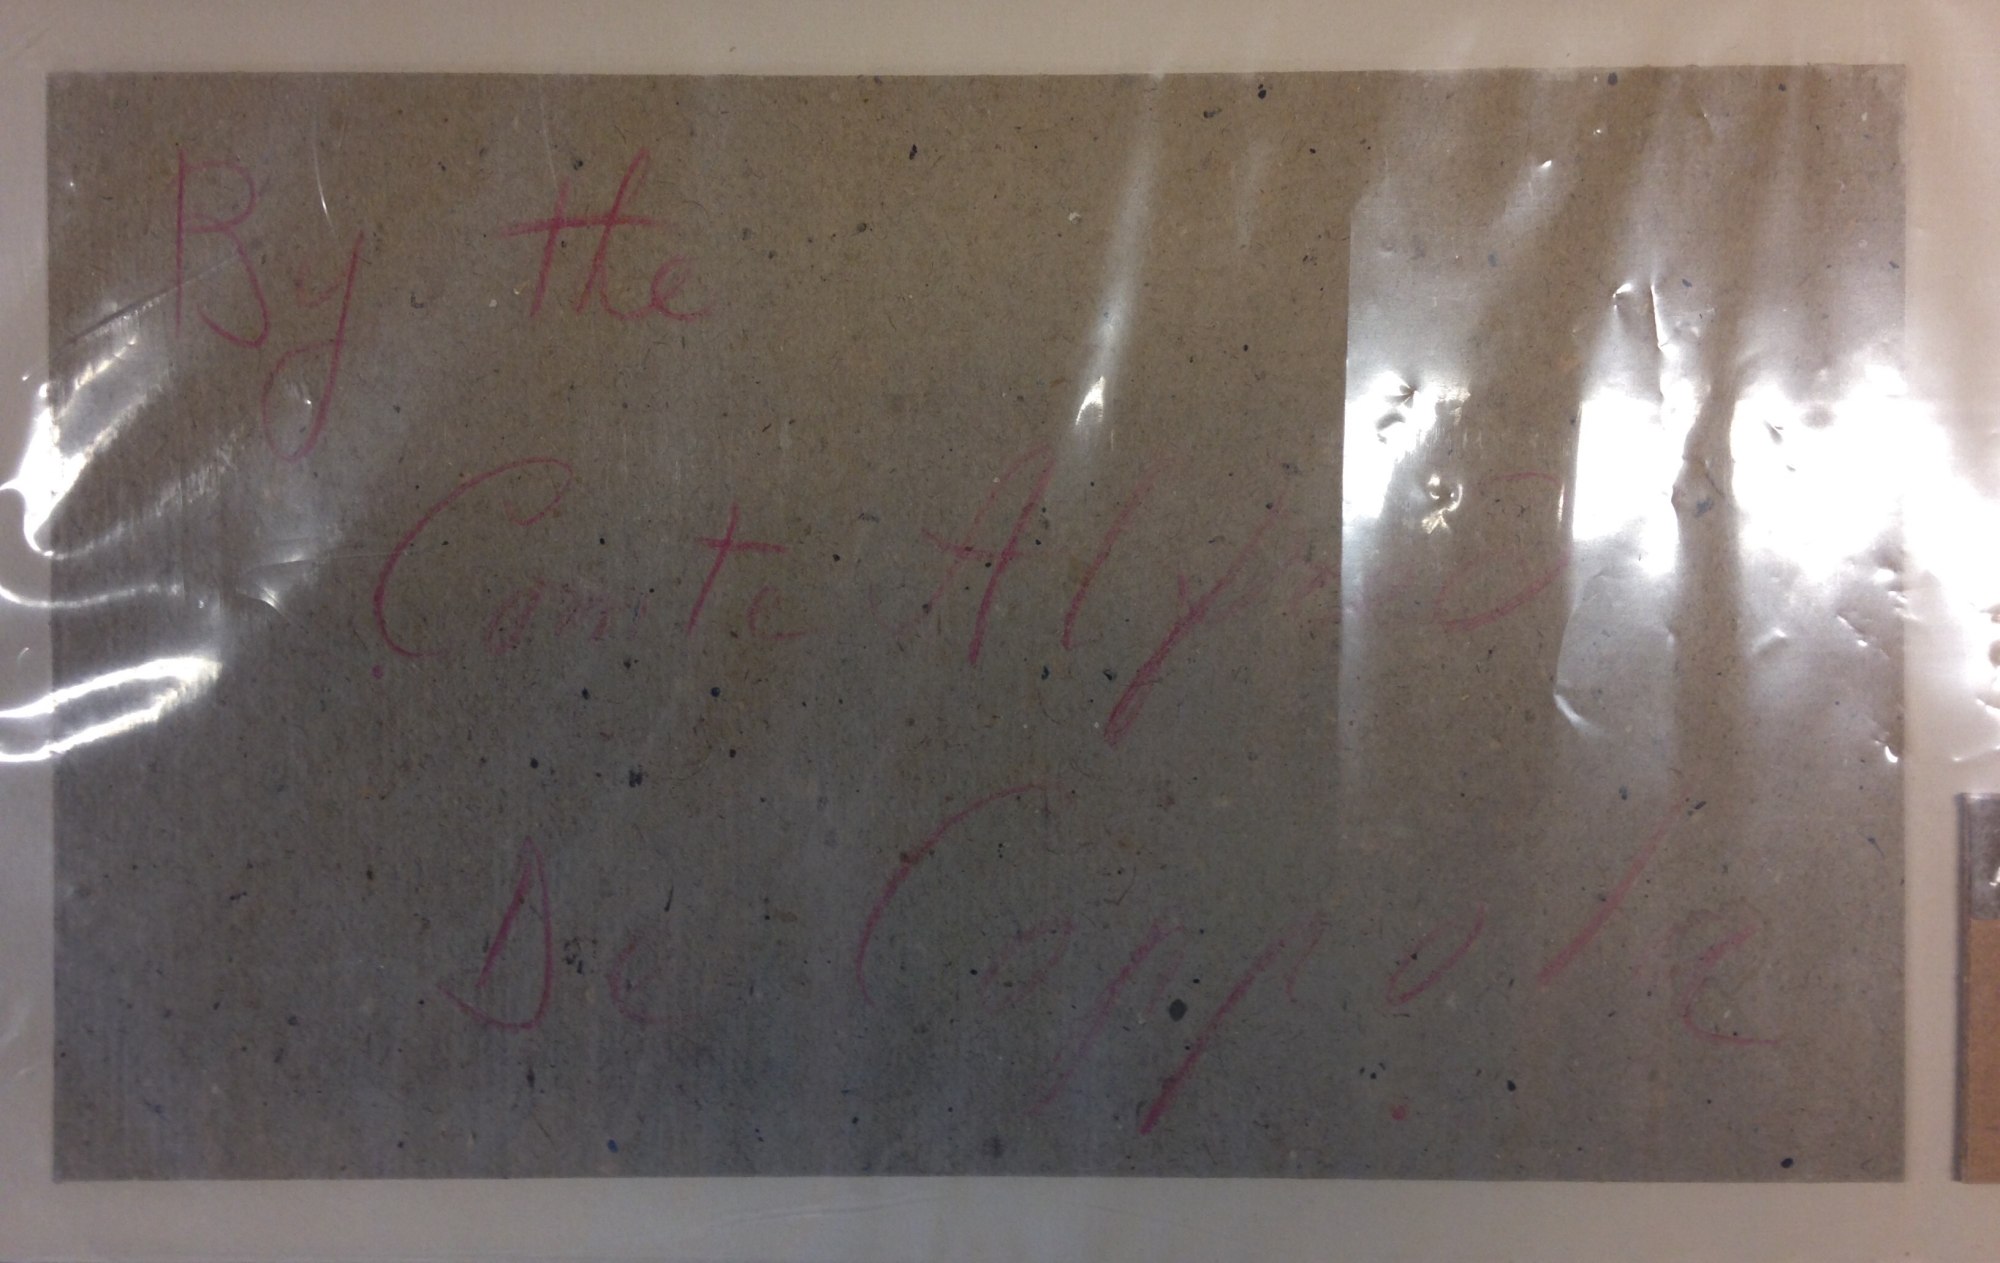 By the
Comte Alfred
De Coppole